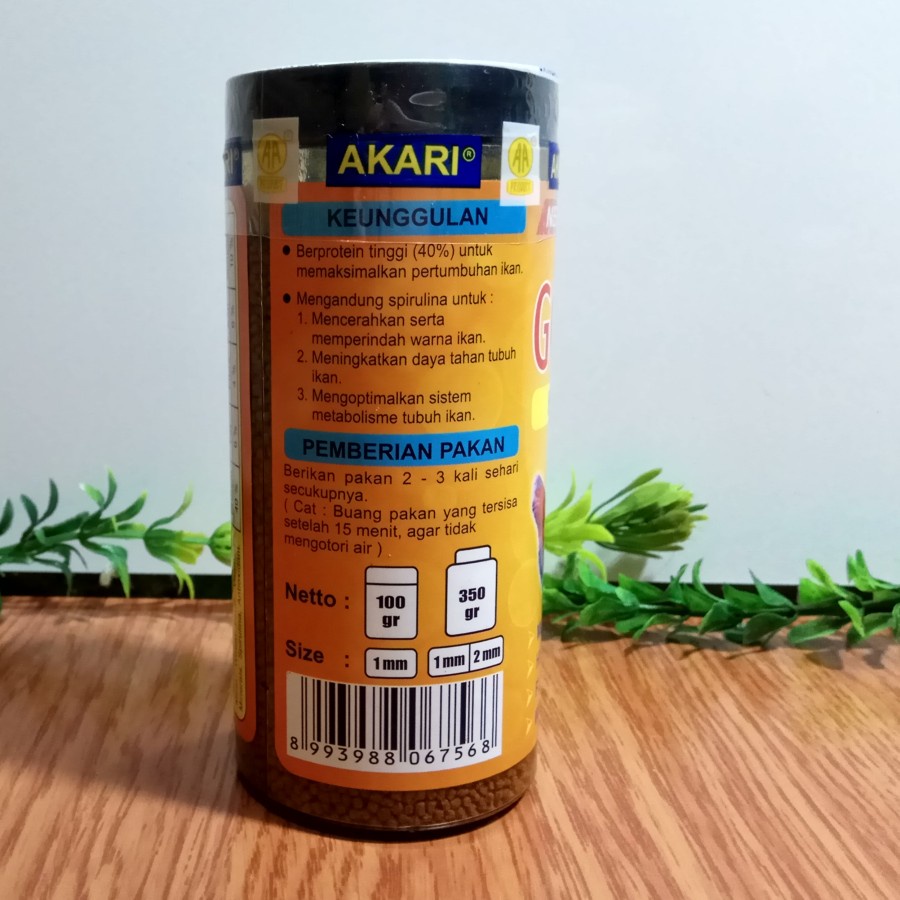 AKARI®
AA
AA
KEUNGGULAN
• Berprotein tinggi (40%) untuk
memaksimalkan pertumbuhan ikan.
• Mengandung spirulina untuk :
1. Mencerahkan serta
memperindah warna ikan.
2. Meningkatkan daya tahan tubuh
ikan.
3. Mengoptimalkan sistem
metabolisme tubuh ikan.
PEMBERIAN PAKAN
Berikan pakan 2 - 3 kali sehari
secukupnya.
( Cat : Buang pakan yang tersisa
setelah 15 menit, agar tidak
mengotori air )
Netto : 100 gr 350 gr
Size : 1 mm 1 mm 2 mm
8 993988 067568
G